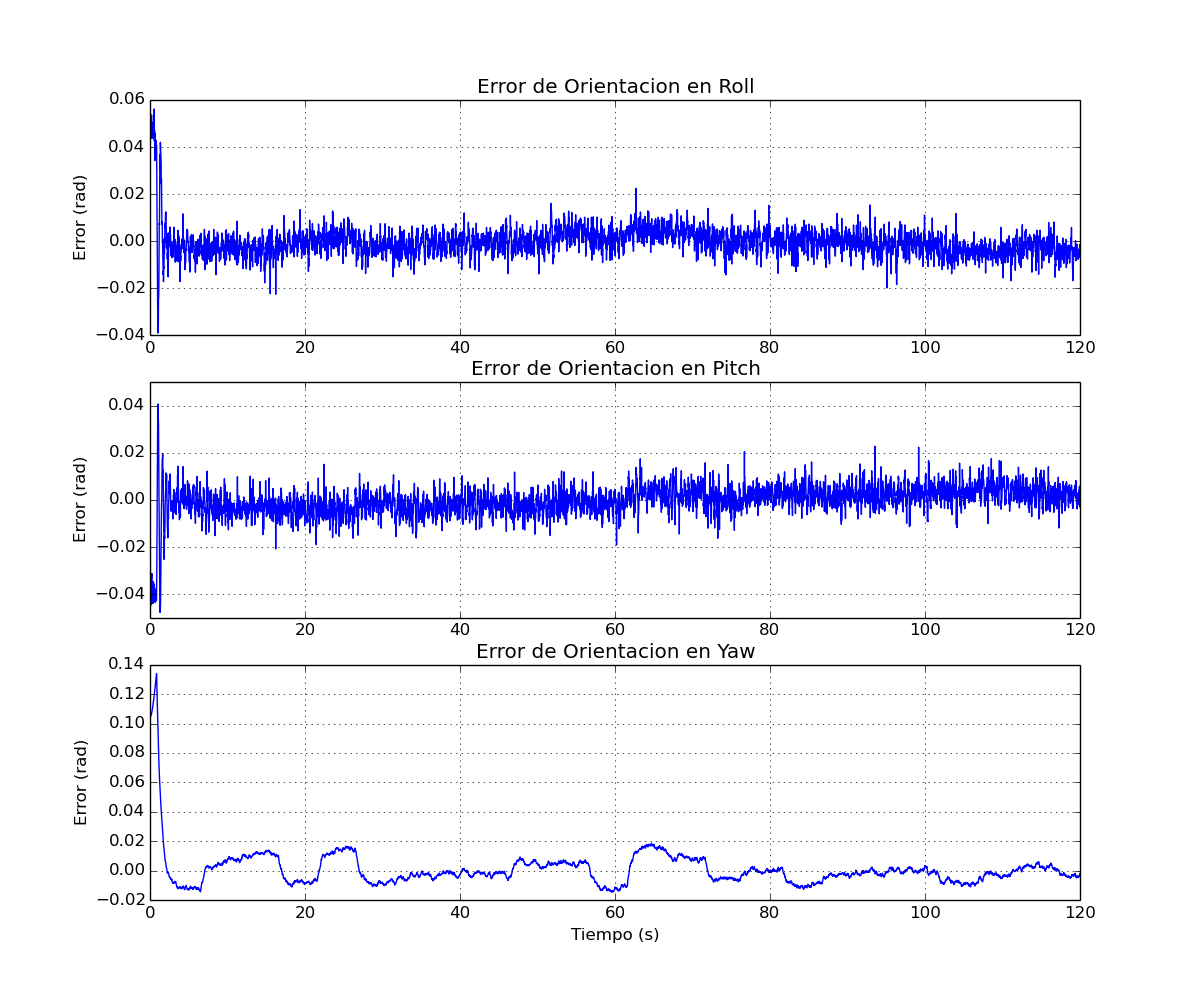 Error de Orientacion en Roll
0.06
0.04
0.02
0.00
−0.02
−0.04
Error (rad)
0 20 40 60 80 100 120
Error de Orientacion en Pitch
0.04
0.02
0.00
−0.02
−0.04
Error (rad)
0 20 40 60 80 100 120
Error de Orientacion en Yaw
0.14
0.12
0.10
0.08
0.06
0.04
0.02
0.00
−0.02
Error (rad)
0 20 40 60 80 100 120
Tiempo (s)